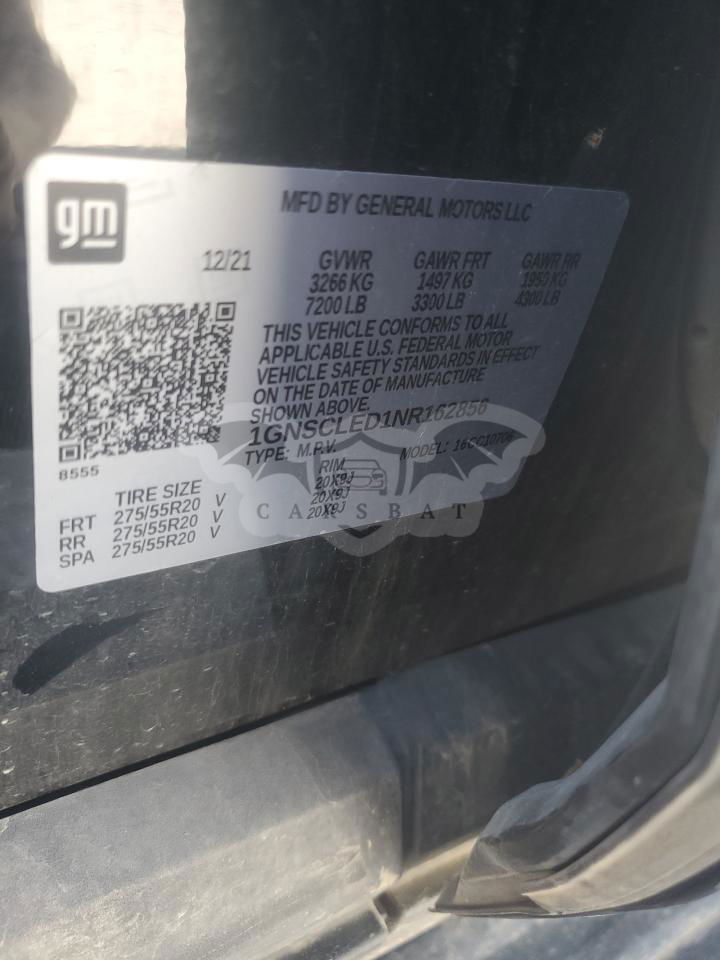 gm
MFD BY GENERAL MOTORS LLC
12/21 GVWR GAWR FRT GAWR RR
3266 KG 1497 KG 1950 KG
7200 LB 3300 LB 4300 LB
THIS VEHICLE CONFORMS TO ALL
APPLICABLE U.S. FEDERAL MOTOR
VEHICLE SAFETY STANDARDS IN EFFECT
ON THE DATE OF MANUFACTURE
SHOWN ABOVE.
1GNSCLED1NR162856
TYPE: M.P.V. MODEL:
8555
TIRE SIZE RIM
FRT 275/55R20 V 20X9J
RR 275/55R20 V 20X9J
SPA 275/55R20 V 20X9J
CARSBAT